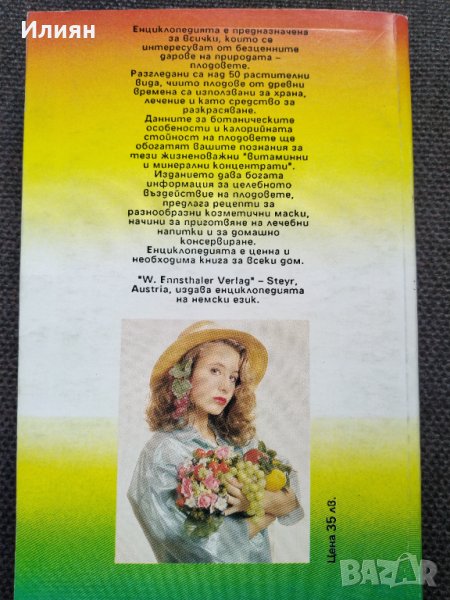 Илиян
Енциклопедията е предназначена
за всички, които се
интересуват от безценните
дарове на природата –
плодовете.
Разгледани са над 50 растителни
вида, чиито плодове от древни
времена са използвани за храна,
лечение и като средство за
разкрасяване.
Данните за ботаническите
особености и калорийната
стойност на плодовете ще
обогатят вашите познания за
тези жизненоважни "витаминни
и минерални концентрати".
Изданието дава богата
информация за целебното
въздействие на плодовете,
предлага рецепти за
разнообразни козметични маски,
начини за приготвяне на лечебни
напитки и за домашно
консервиране.
Енциклопедията е ценна и
необходима книга за всеки дом.
"W. Ennsthaler Verlag" – Steyr,
Austria, издава енциклопедията
на немски език.
Цена 35 лв.
BAZAR